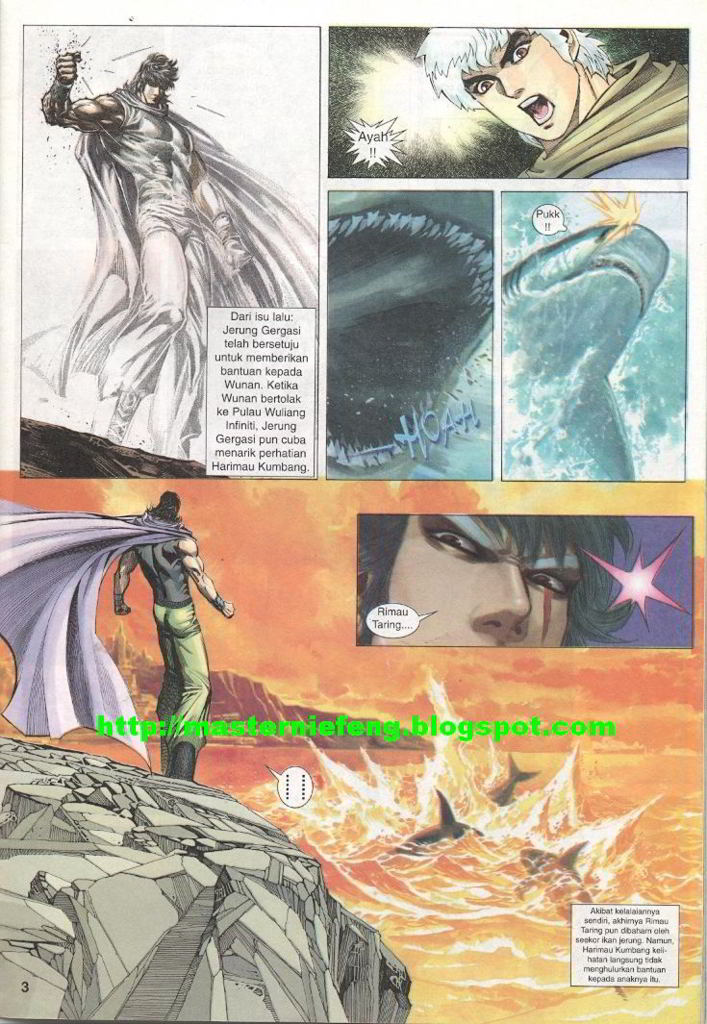 Dari isu lalu:
Jerung Gergasi
telah bersetuju
untuk memberikan
bantuan kepada
Wunan. Ketika
Wunan bertolak
ke Pulau Wuliang
Infiniti, Jerung
Gergasi pun cuba
menarik perhatian
Harimau Kumbang.
Ayah
!!
HOAH
Pukk
!!
Rimau
Taring....
http://masterniefeng.blogspot.com
Akibat kelalaiannya
sendiri, akhirnya Rimau
Taring pun dibaham oleh
seekor ikan jerung. Namun,
Harimau Kumbang keli-
hatan langsung tidak
menghulurkan bantuan
kepada anaknya itu.
3